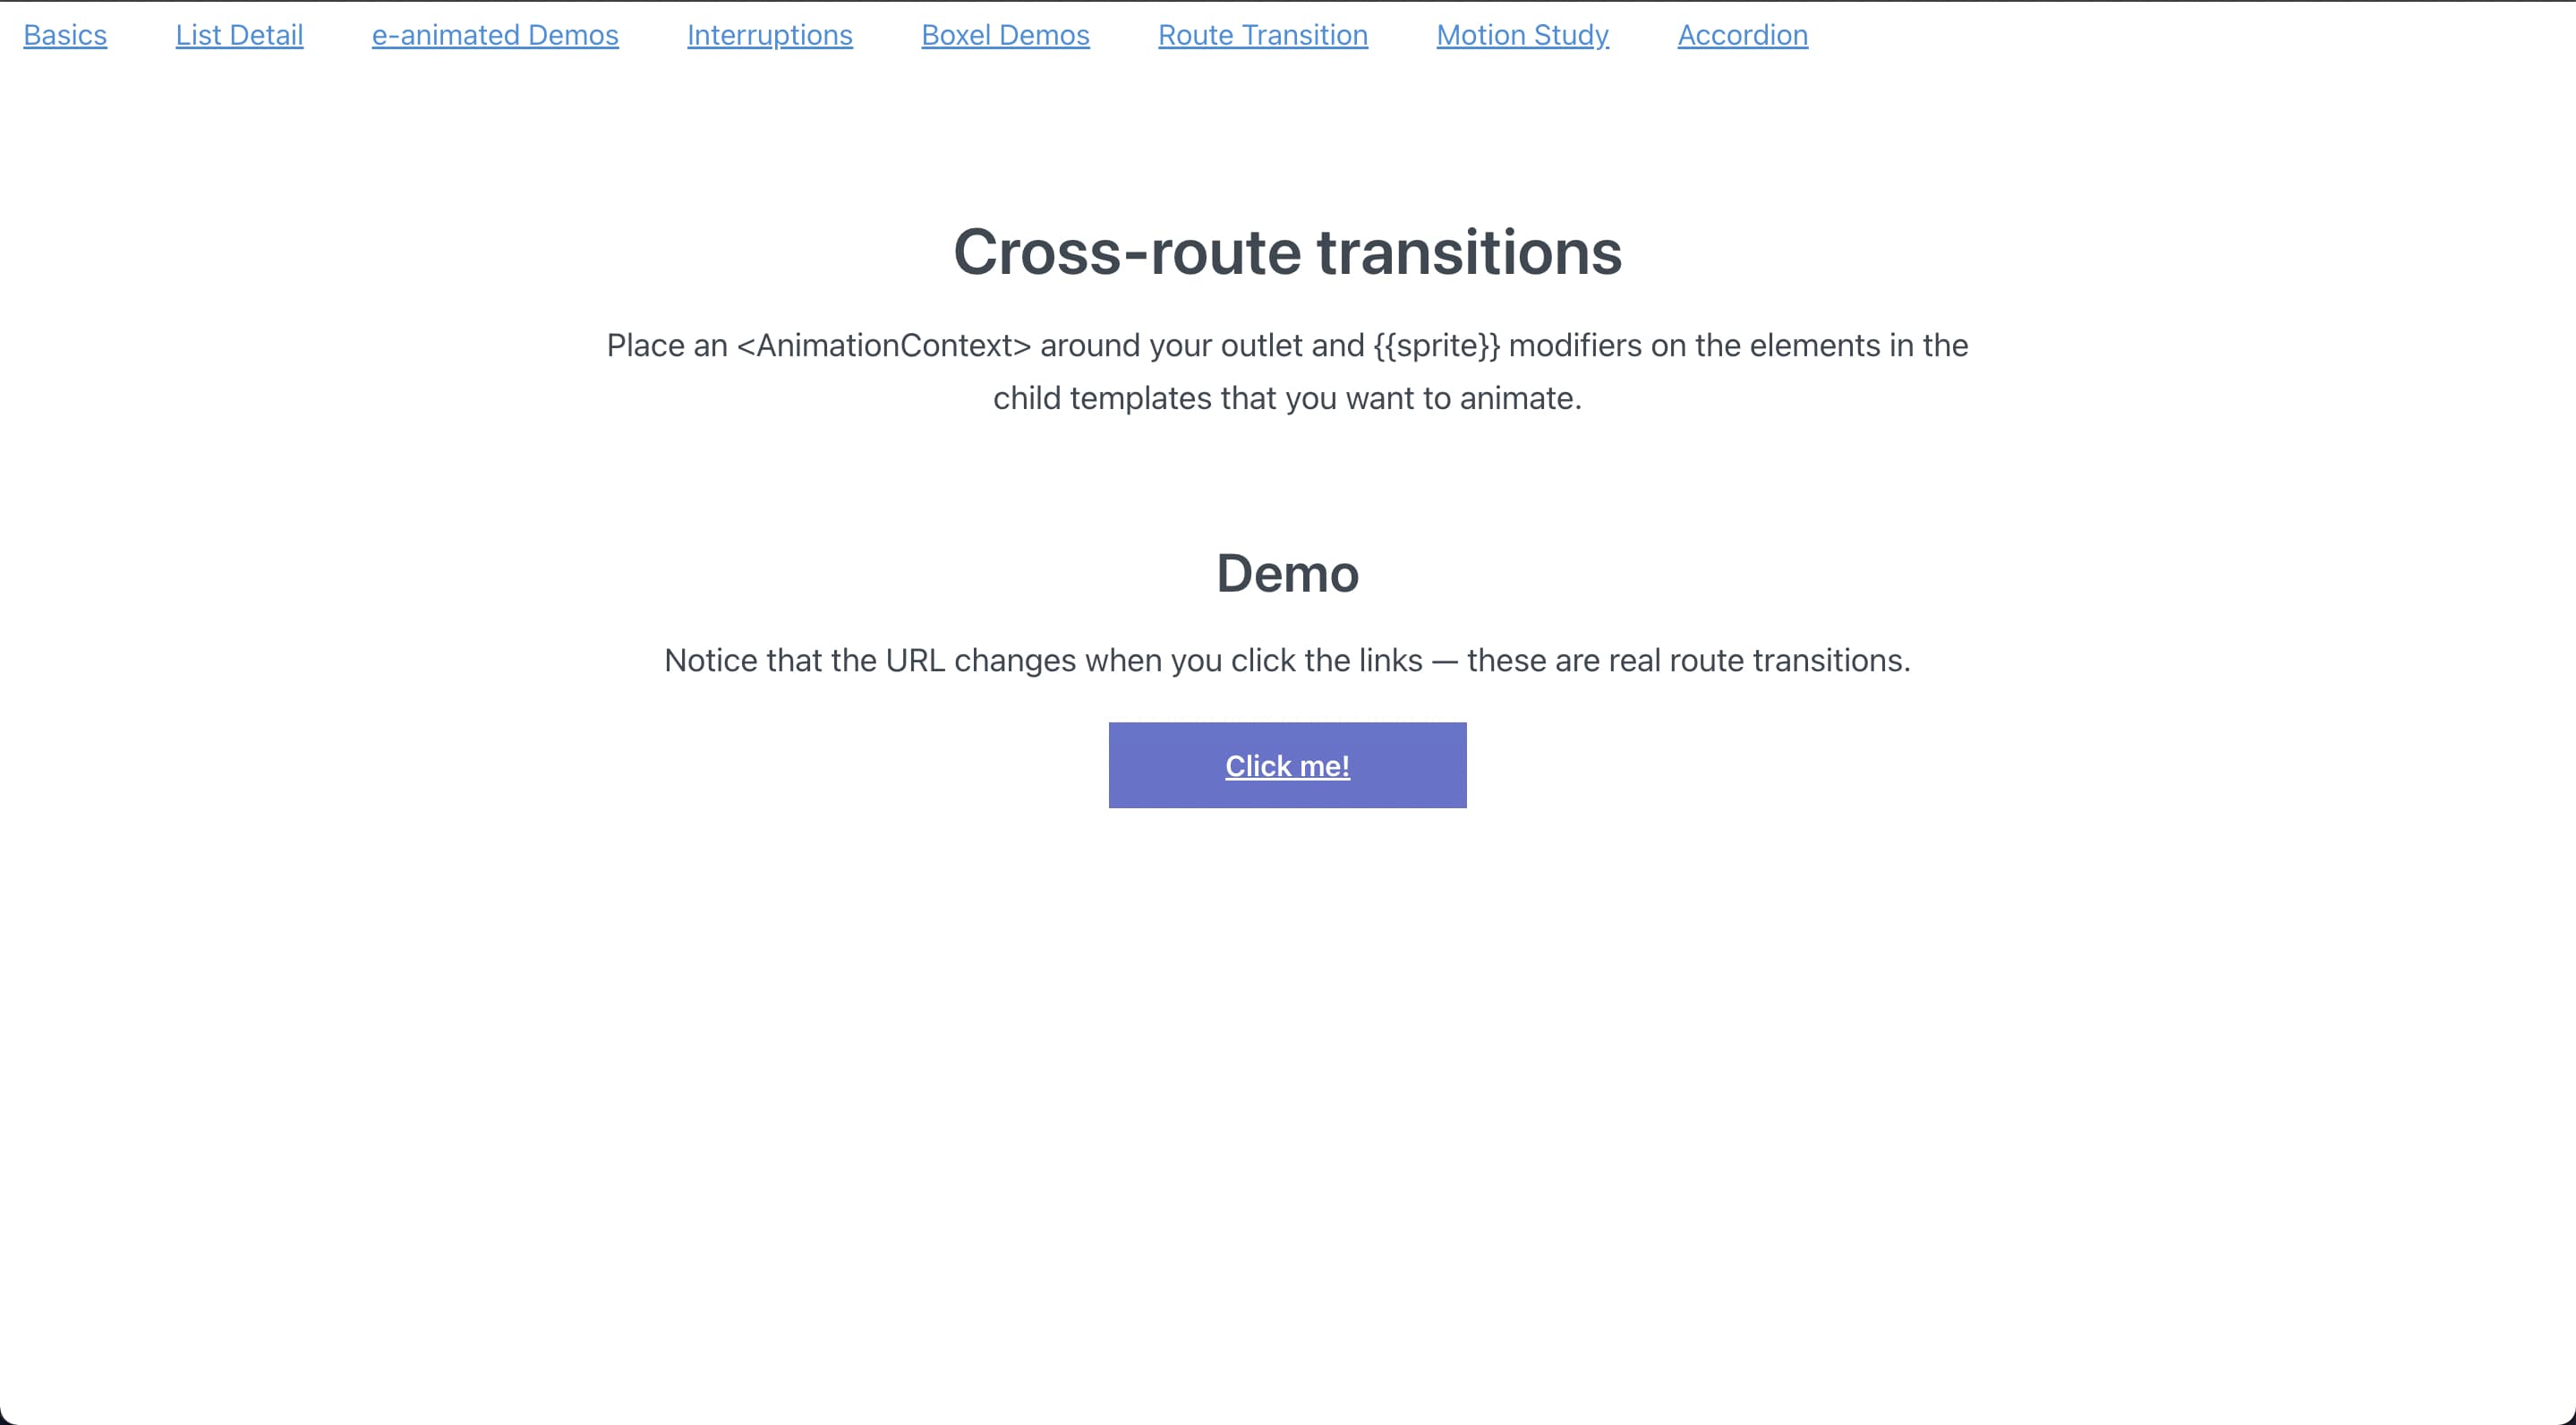 Basics List Detail e-animated Demos Interruptions Boxel Demos Route Transition Motion Study Accordion
Cross-route transitions
Place an <AnimationContext> around your outlet and {{sprite}} modifiers on the elements in the
child templates that you want to animate.
Demo
Notice that the URL changes when you click the links — these are real route transitions.
Click me!